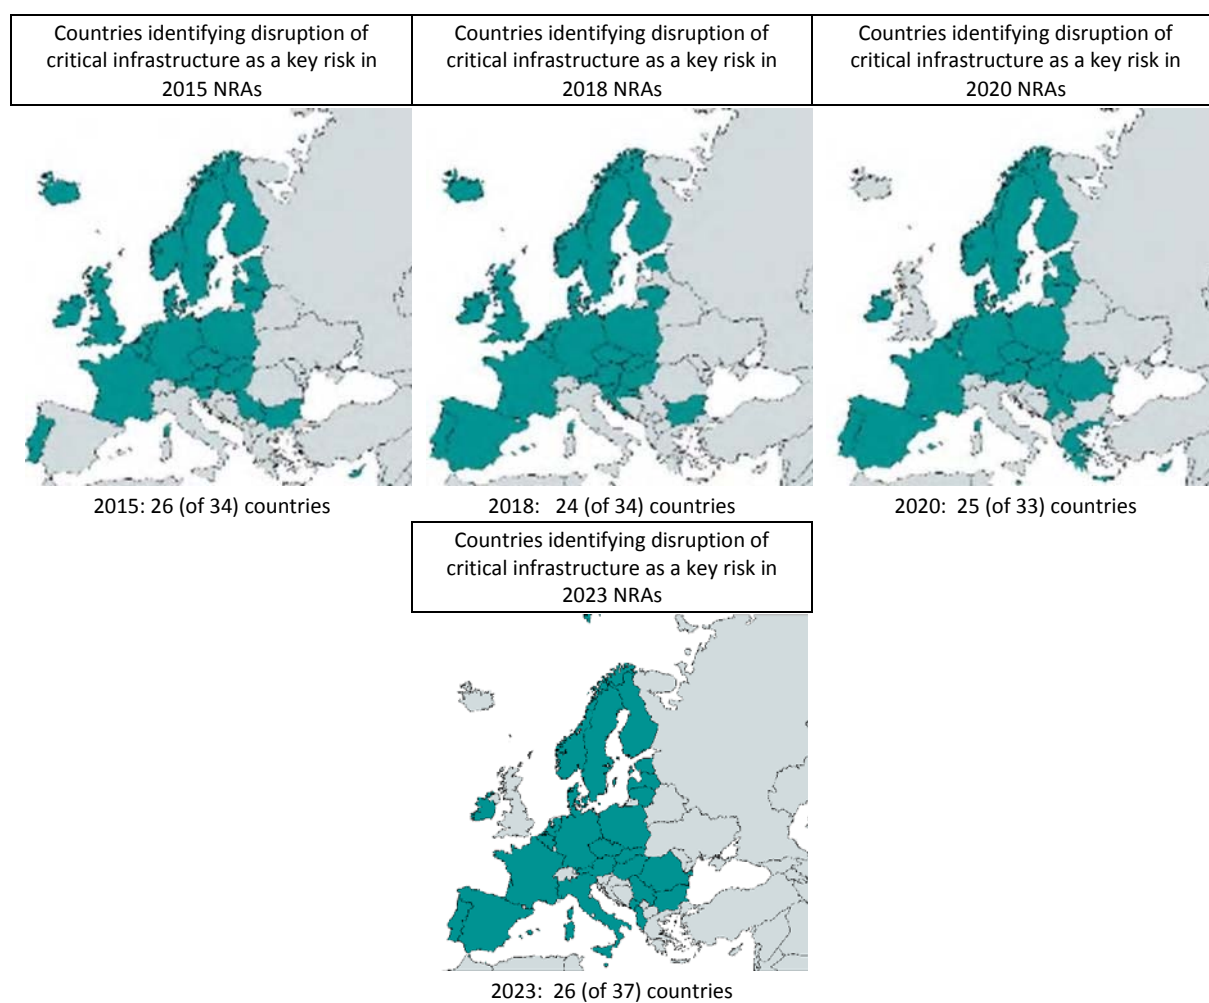 Countries identifying disruption of
critical infrastructure as a key risk in
2015 NRAs
Countries identifying disruption of
critical infrastructure as a key risk in
2018 NRAs
Countries identifying disruption of
critical infrastructure as a key risk in
2020 NRAs
2015: 26 (of 34) countries
2018: 24 (of 34) countries
2020: 25 (of 33) countries
Countries identifying disruption of
critical infrastructure as a key risk in
2023 NRAs
2023: 26 (of 37) countries